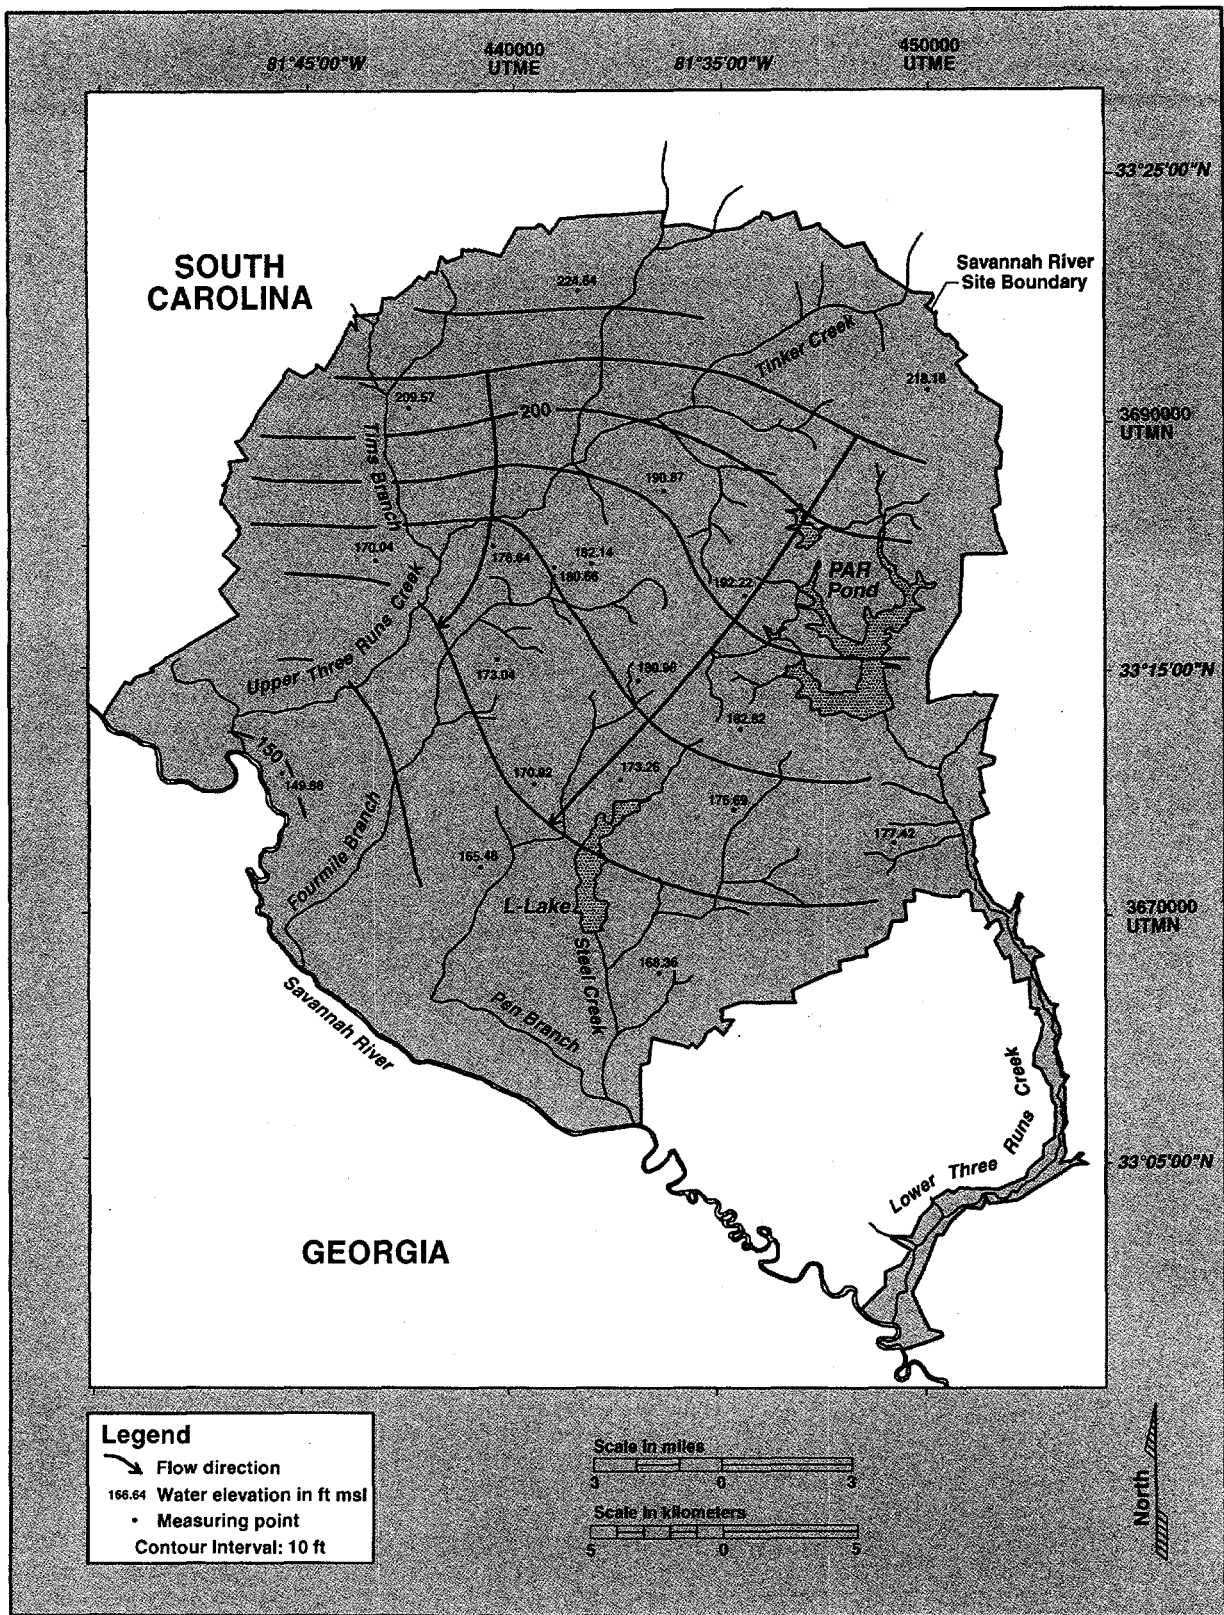 440000
UTME
450000
UTME
81°45'00"W
81°35'00"W
33°25'00"N
SOUTH
CAROLINA
Savannah River
Site Boundary
224.54
Tinker Creek
218.18
209.57
200
3690000
UTMN
Tims Branch
190.87
170.04
176.64
182.14
180.66
192.22
PAR
Pond
Upper Three Runs Creek
173.04
180.96
33°15'00"N
182.82
150
149.68
170.92
173.26
176.69
177.42
Fourmile Branch
165.48
L-Lake
3670000
UTMN
Steel Creek
168.36
Savannah River
Pen Branch
Lower Three Runs Creek
33°05'00"N
GEORGIA
Legend
Flow direction
166.64 Water elevation in ft msl
• Measuring point
Contour Interval: 10 ft
Scale in miles
3 0 3
Scale in kilometers
5 0 5
North